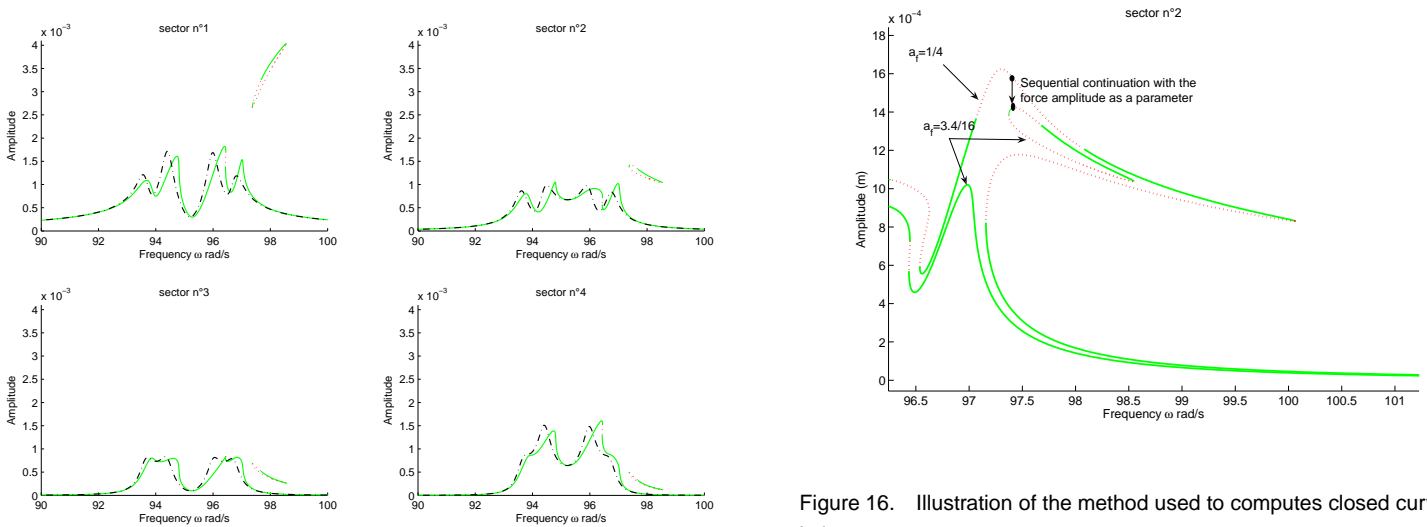 x 10⁻³
sector n°1
4
3.5
3
2.5
2
1.5
1
0.5
0
Amplitude
90 92 94 96 98 100
Frequency ω rad/s
x 10⁻³
sector n°2
4
3.5
3
2.5
2
1.5
1
0.5
0
Amplitude
90 92 94 96 98 100
Frequency ω rad/s
x 10⁻³
sector n°3
4
3.5
3
2.5
2
1.5
1
0.5
0
Amplitude
90 92 94 96 98 100
Frequency ω rad/s
x 10⁻³
sector n°4
4
3.5
3
2.5
2
1.5
1
0.5
0
Amplitude
90 92 94 96 98 100
Frequency ω rad/s
x 10⁻⁴
sector n°2
18
16
14
12
10
8
6
4
2
0
Amplitude (m)
a_f=1/4
Sequential continuation with the
force amplitude as a parameter
a_f=3.4/16
96.5 97 97.5 98 98.5 99 99.5 100 100.5 101
Frequency ω rad/s
Figure 16. Illustration of the method used to computes closed cur